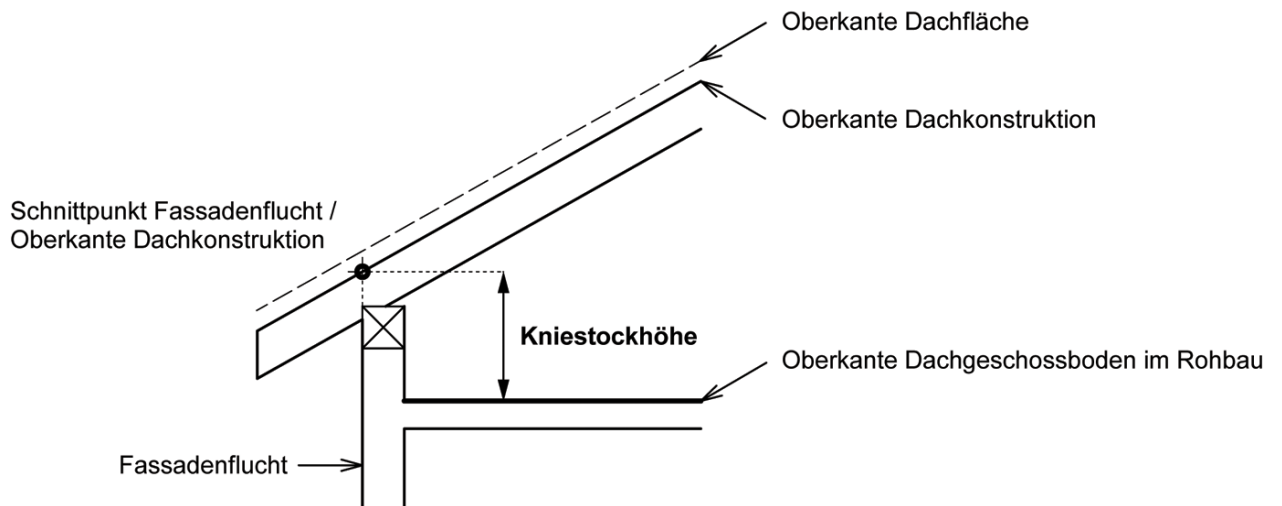 Oberkante Dachfläche
Oberkante Dachkonstruktion
Schnittpunkt Fassadenflucht /
Oberkante Dachkonstruktion
Kniestockhöhe
Oberkante Dachgeschossboden im Rohbau
Fassadenflucht